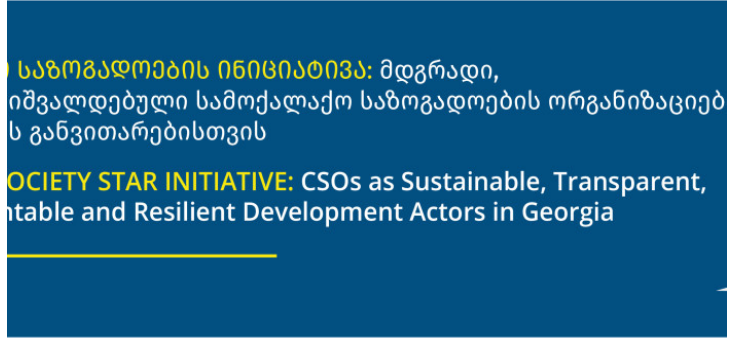 საზოგადოების ინიციატივა: მდგრადი,
იშვალდებული სამოქალაქო საზოგადოების ორგანიზაციებ
ს განვითარებისთვის
OCIETY STAR INITIATIVE: CSOs as Sustainable, Transparent,
ntable and Resilient Development Actors in Georgia